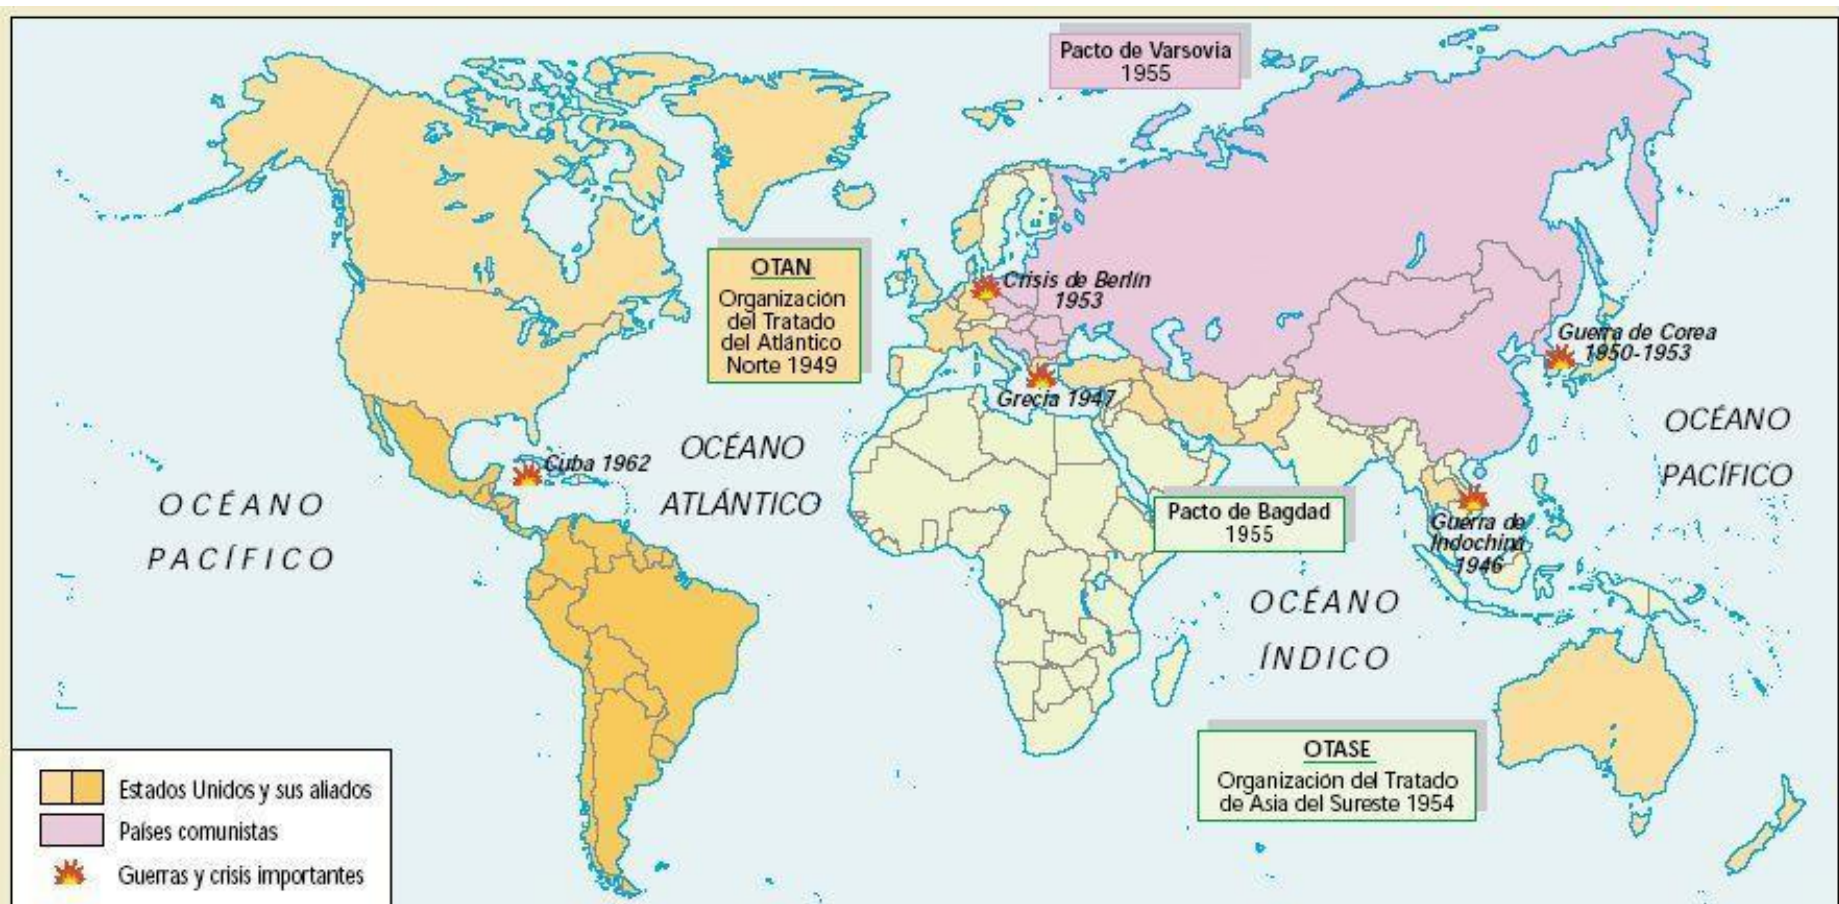 Pacto de Varsovia
1955
OTAN
Organización
del Tratado
del Atlántico
Norte 1949
Crisis de Berlín
1953
Guerra de Corea
1950-1953
Grecia 1947
Cuba 1962
OCÉANO
ATLÁNTICO
OCÉANO
PACÍFICO
OCÉANO
PACÍFICO
Pacto de Bagdad
1955
Guerra de
Indochina
1946
OCÉANO
ÍNDICO
OTASE
Organización del Tratado
de Asia del Sureste 1954
Estados Unidos y sus aliados
Países comunistas
Guerras y crisis importantes